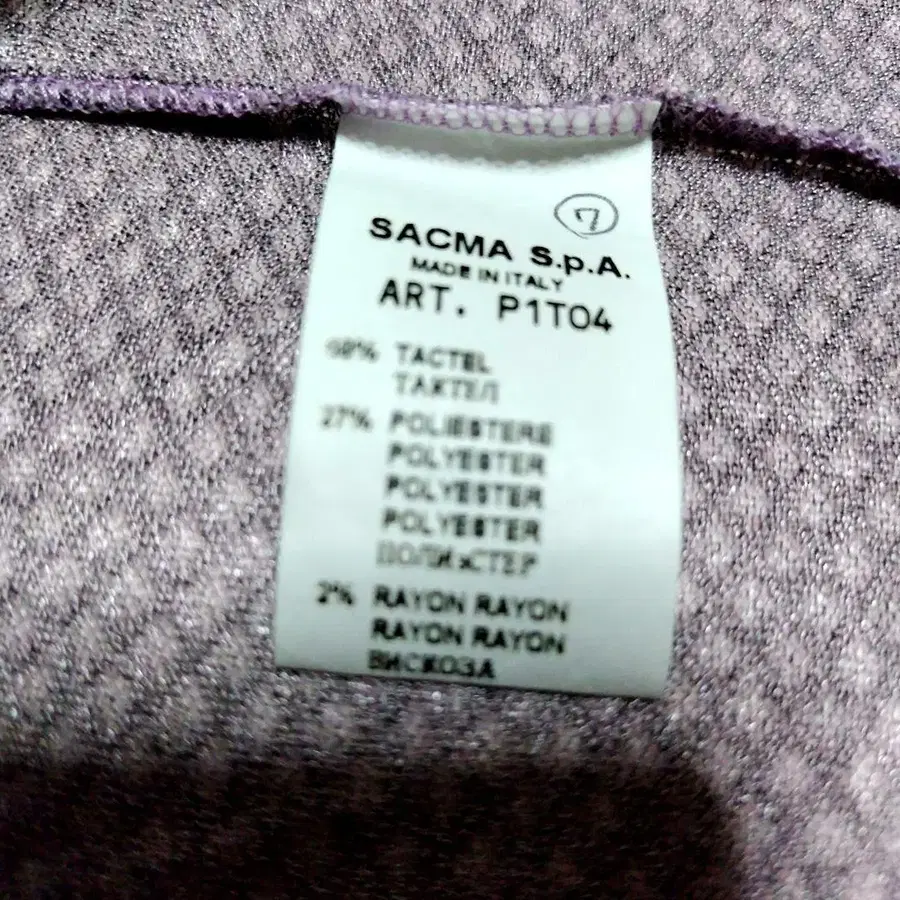 7
SACMA S.p.A.
MADE IN ITALY
ART. P1T04
TACTEL
ТАКТЕЛ
27% POLIESTERE
POLYESTER
POLYESTER
POLYESTER
ПОЛИэСТЕР
2% RAYON RAYON
RAYON RAYON
ВИСКОЗА